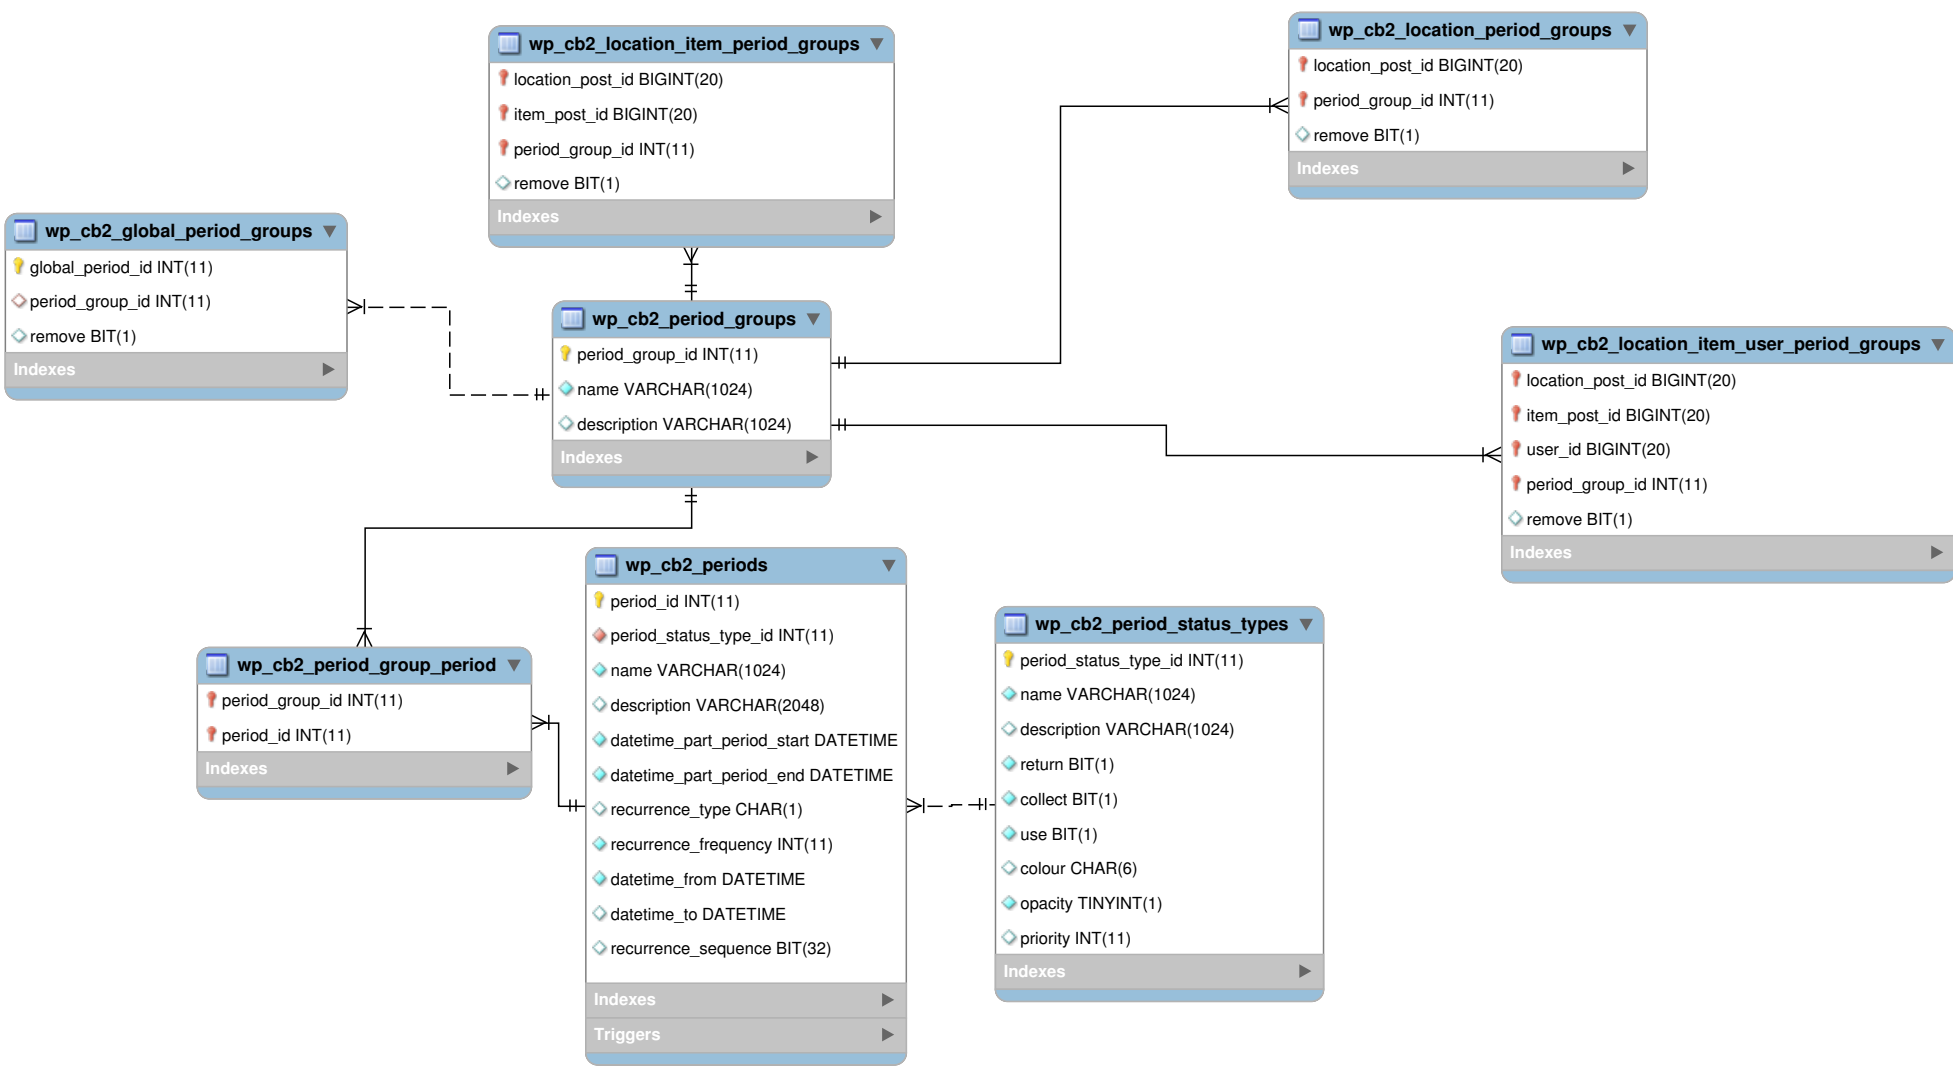 wp_cb2_location_item_period_groups
location_post_id BIGINT(20)
item_post_id BIGINT(20)
period_group_id INT(11)
remove BIT(1)
Indexes
wp_cb2_location_period_groups
location_post_id BIGINT(20)
period_group_id INT(11)
remove BIT(1)
Indexes
wp_cb2_global_period_groups
global_period_id INT(11)
period_group_id INT(11)
remove BIT(1)
Indexes
wp_cb2_period_groups
period_group_id INT(11)
name VARCHAR(1024)
description VARCHAR(1024)
Indexes
wp_cb2_location_item_user_period_groups
location_post_id BIGINT(20)
item_post_id BIGINT(20)
user_id BIGINT(20)
period_group_id INT(11)
remove BIT(1)
Indexes
wp_cb2_period_group_period
period_group_id INT(11)
period_id INT(11)
Indexes
wp_cb2_periods
period_id INT(11)
period_status_type_id INT(11)
name VARCHAR(1024)
description VARCHAR(2048)
datetime_part_period_start DATETIME
datetime_part_period_end DATETIME
recurrence_type CHAR(1)
recurrence_frequency INT(11)
datetime_from DATETIME
datetime_to DATETIME
recurrence_sequence BIT(32)
Indexes
Triggers
wp_cb2_period_status_types
period_status_type_id INT(11)
name VARCHAR(1024)
description VARCHAR(1024)
return BIT(1)
collect BIT(1)
use BIT(1)
colour CHAR(6)
opacity TINYINT(1)
priority INT(11)
Indexes